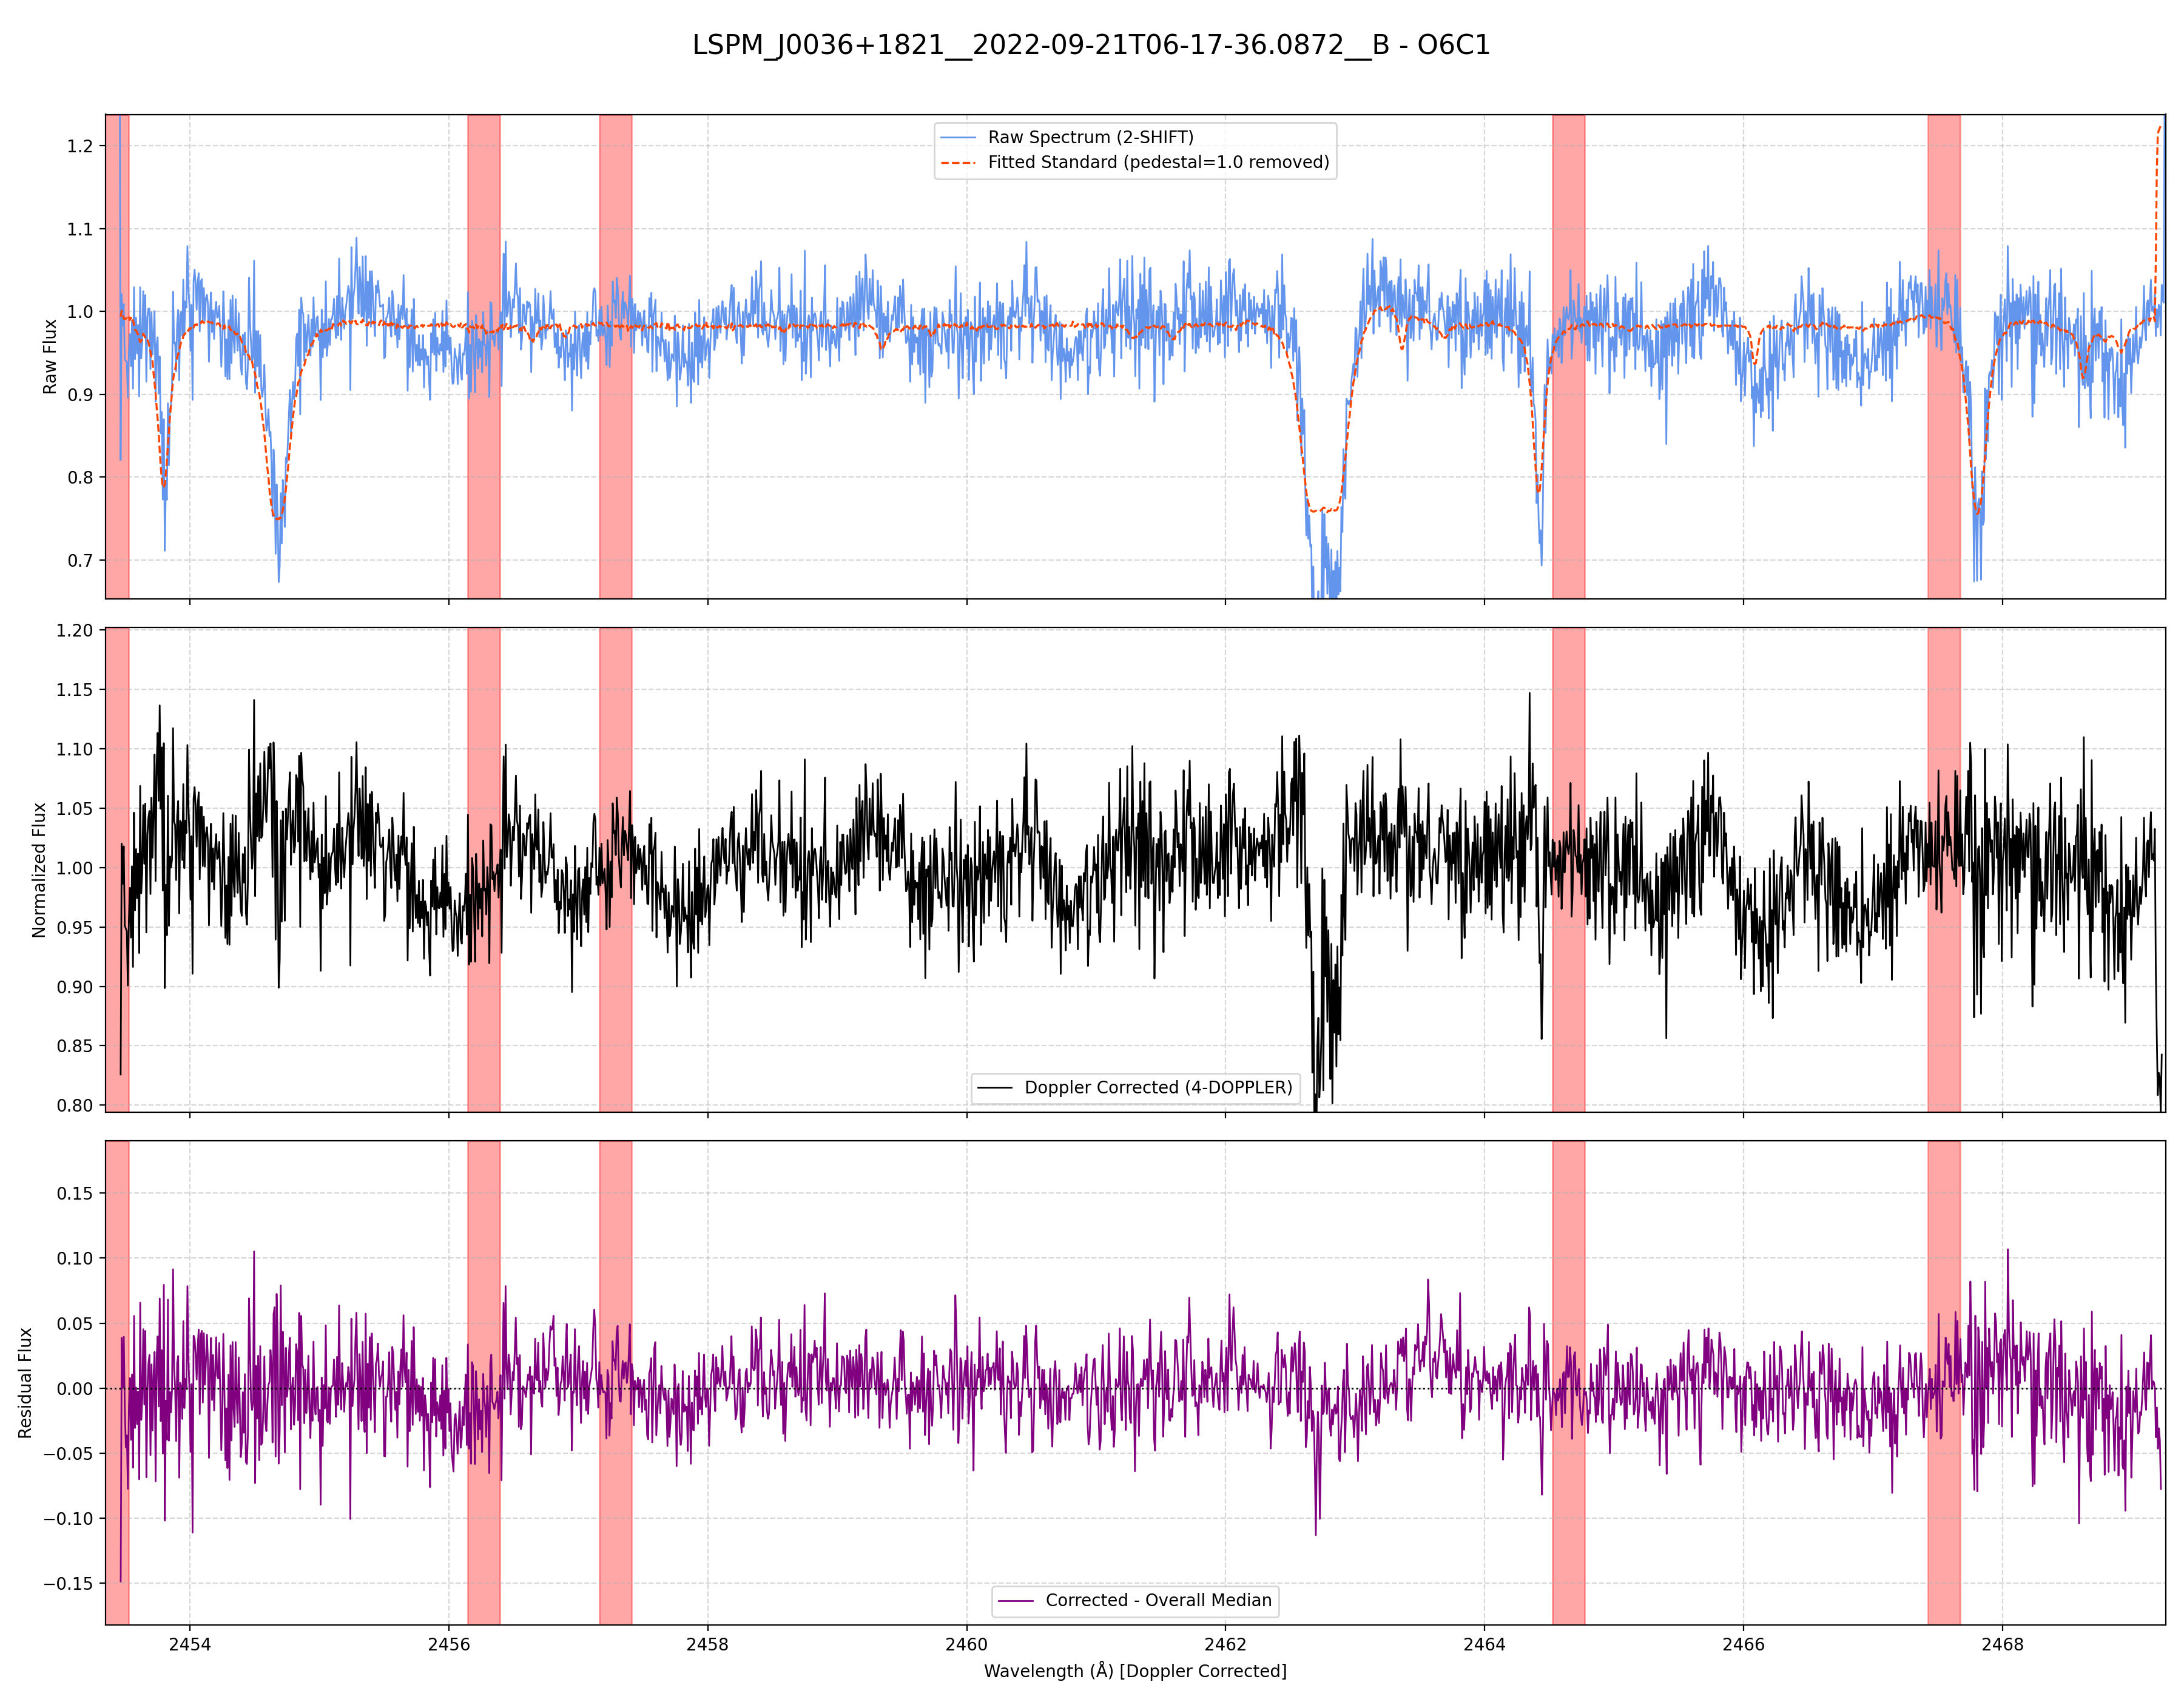 LSPM_J0036+1821__2022-09-21T06-17-36.0872__B - O6C1
Raw Flux
1.2
1.1
1.0
0.9
0.8
0.7
Raw Spectrum (2-SHIFT)
Fitted Standard (pedestal=1.0 removed)
Normalized Flux
1.20
1.15
1.10
1.05
1.00
0.95
0.90
0.85
0.80
Doppler Corrected (4-DOPPLER)
Residual Flux
0.15
0.10
0.05
0.00
−0.05
−0.10
−0.15
Corrected - Overall Median
2454 2456 2458 2460 2462 2464 2466 2468
Wavelength (Å) [Doppler Corrected]